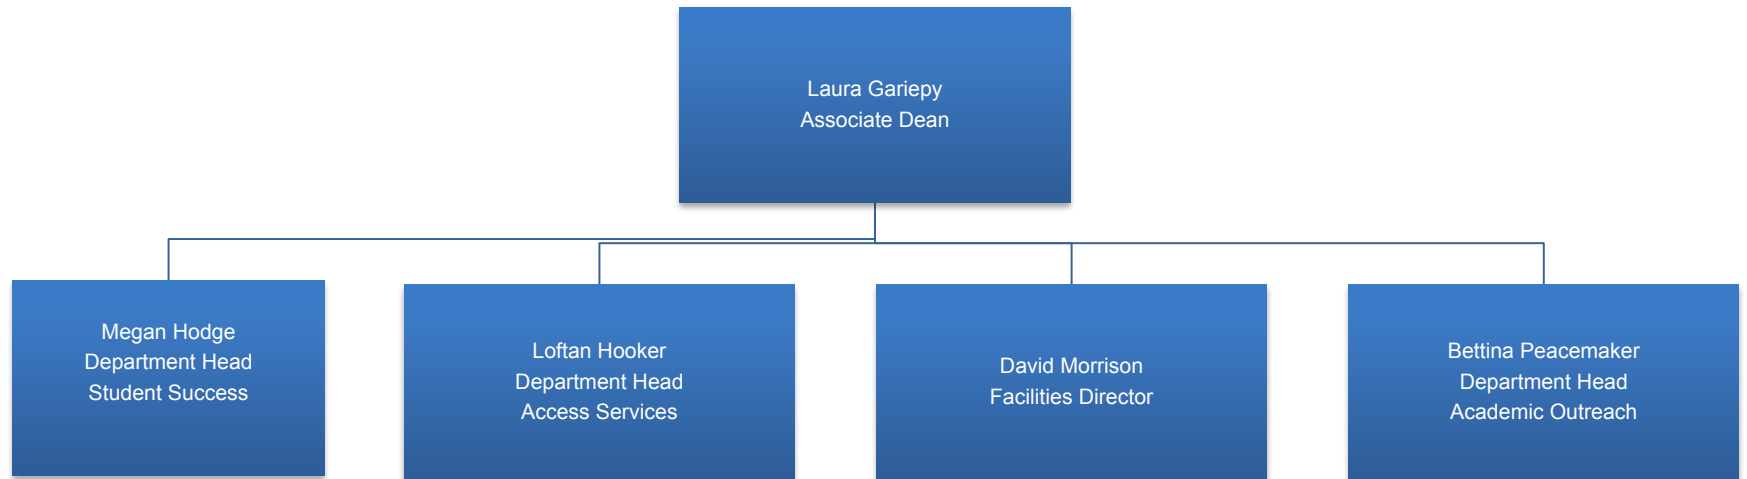 Laura Gariepy
Associate Dean
Megan Hodge
Department Head
Student Success
Loftan Hooker
Department Head
Access Services
David Morrison
Facilities Director
Bettina Peacemaker
Department Head
Academic Outreach